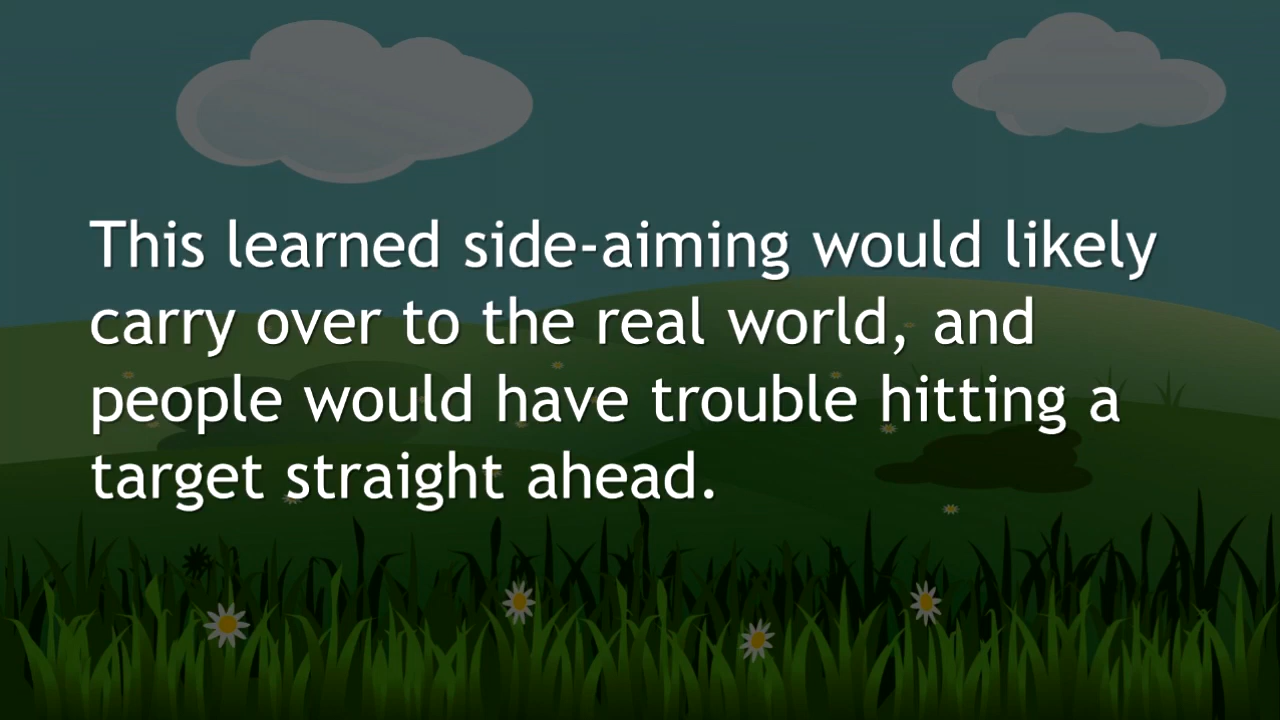 This learned side-aiming would likely
carry over to the real world, and
people would have trouble hitting a
target straight ahead.